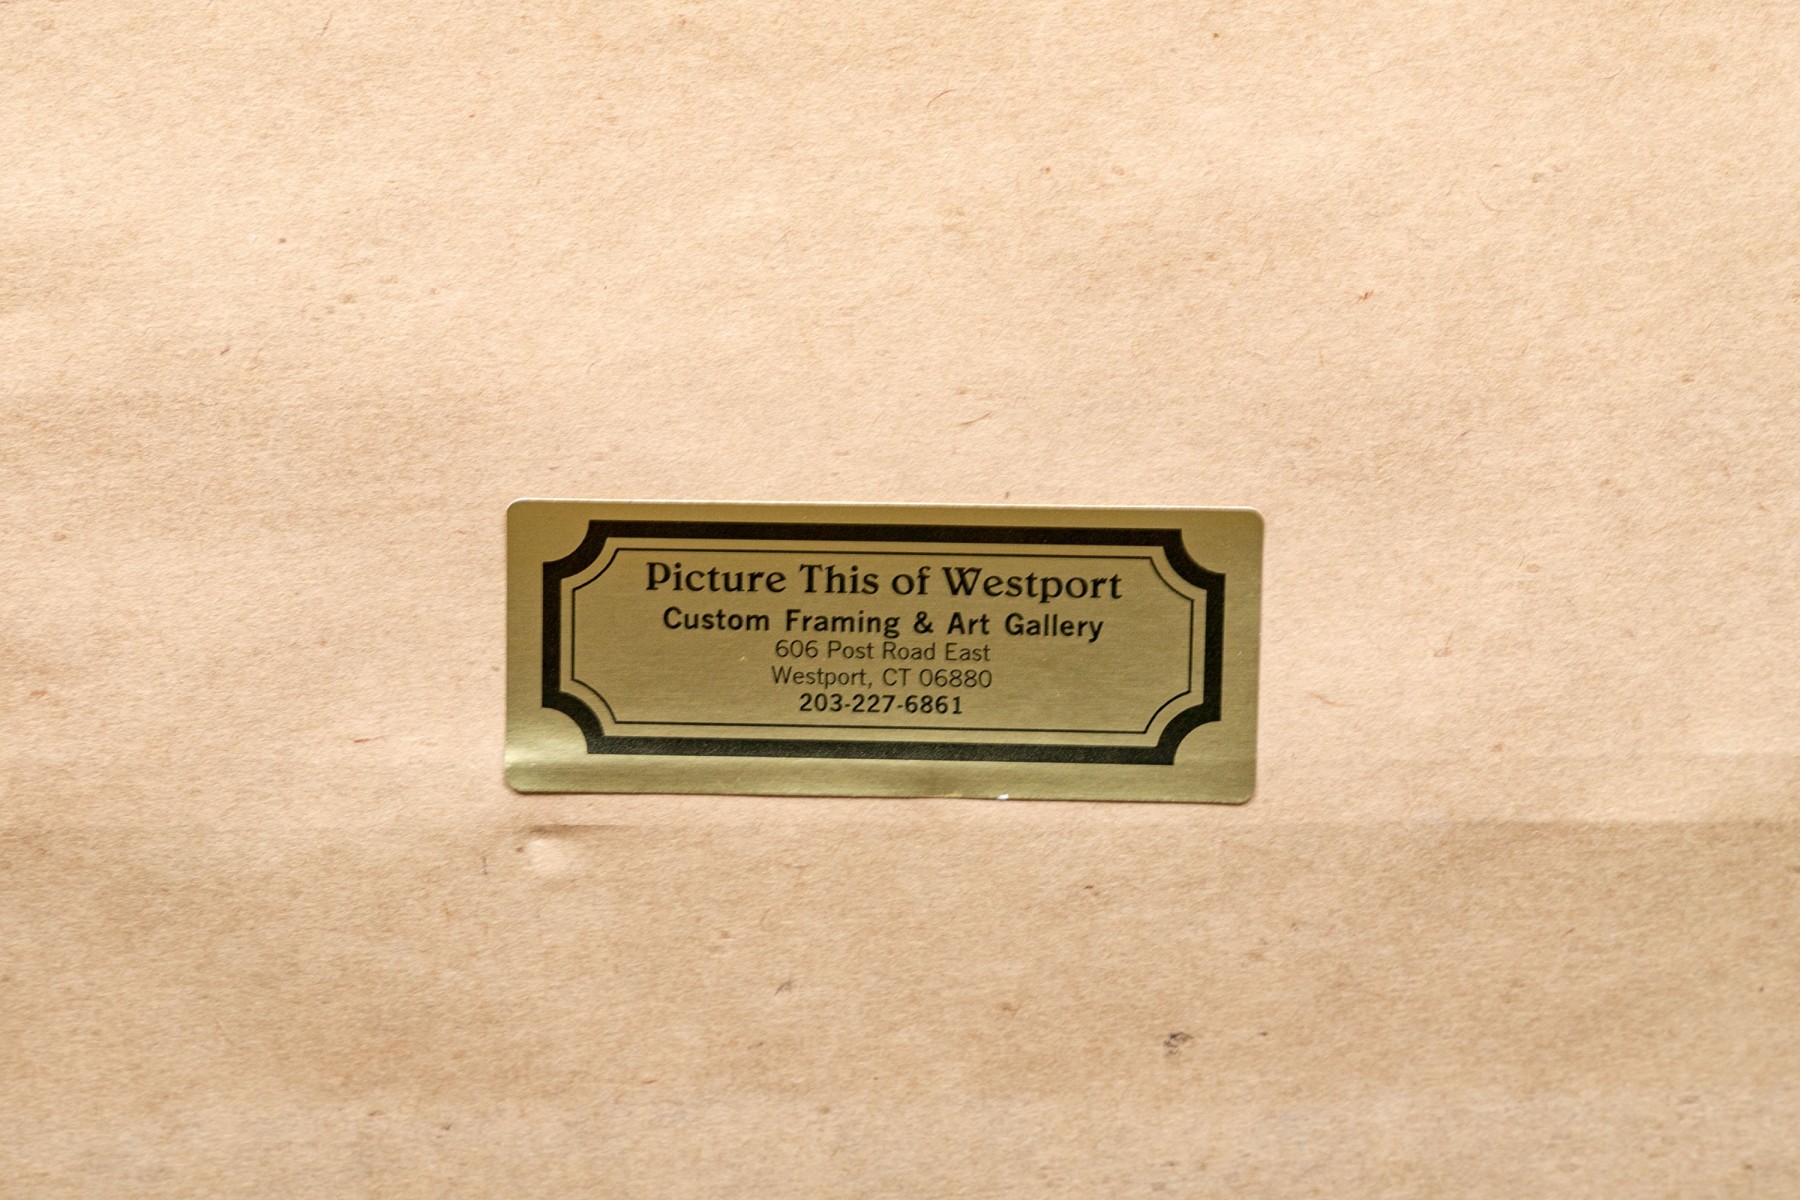 Picture This of Westport
Custom Framing & Art Gallery
606 Post Road East
Westport, CT 06880
203-227-6861